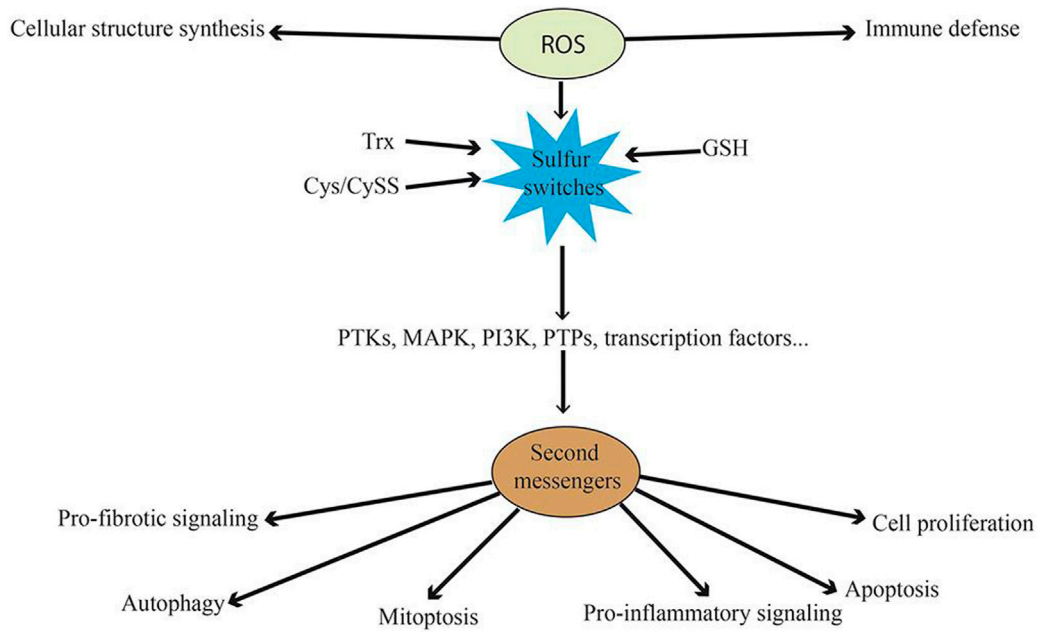 Cellular structure synthesis
ROS
Immune defense
Trx
Sulfur
switches
GSH
Cys/CySS
PTKs, MAPK, PI3K, PTPs, transcription factors...
Second
messengers
Pro-fibrotic signaling
Cell proliferation
Autophagy
Mitoptosis
Pro-inflammatory signaling
Apoptosis